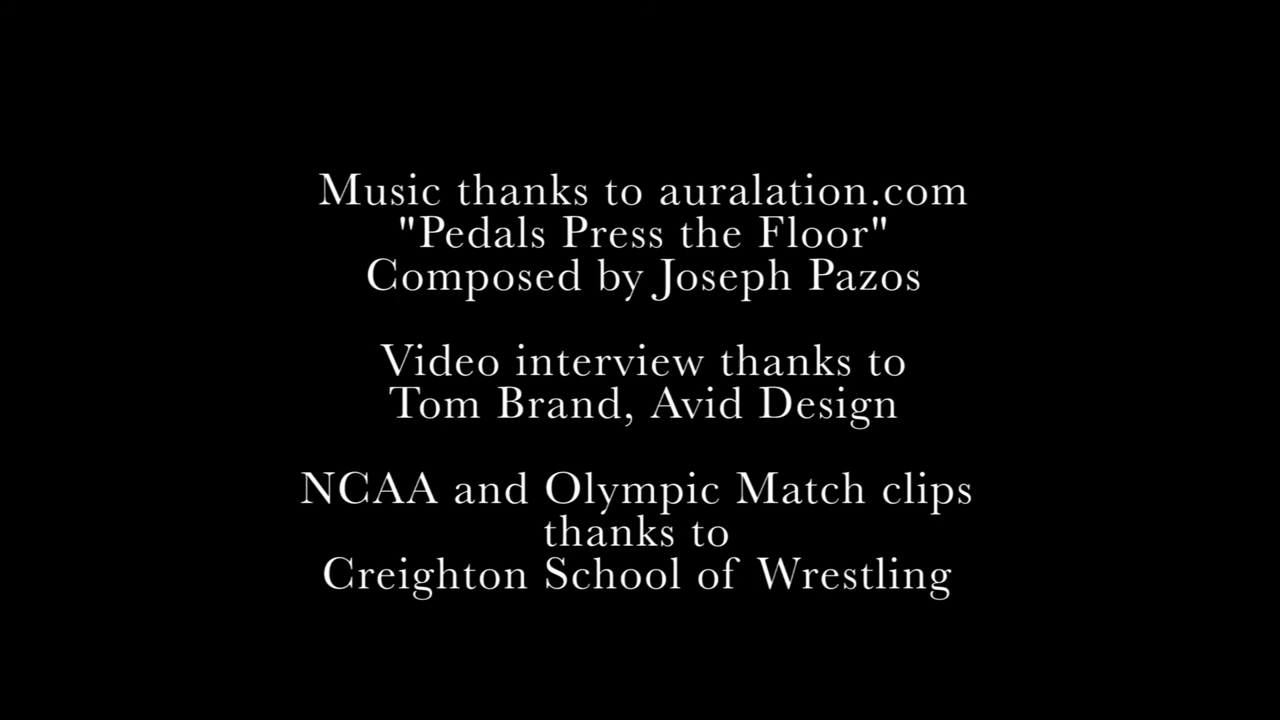 Music thanks to auralation.com
"Pedals Press the Floor"
Composed by Joseph Pazos
Video interview thanks to
Tom Brand, Avid Design
NCAA and Olympic Match clips
thanks to
Creighton School of Wrestling